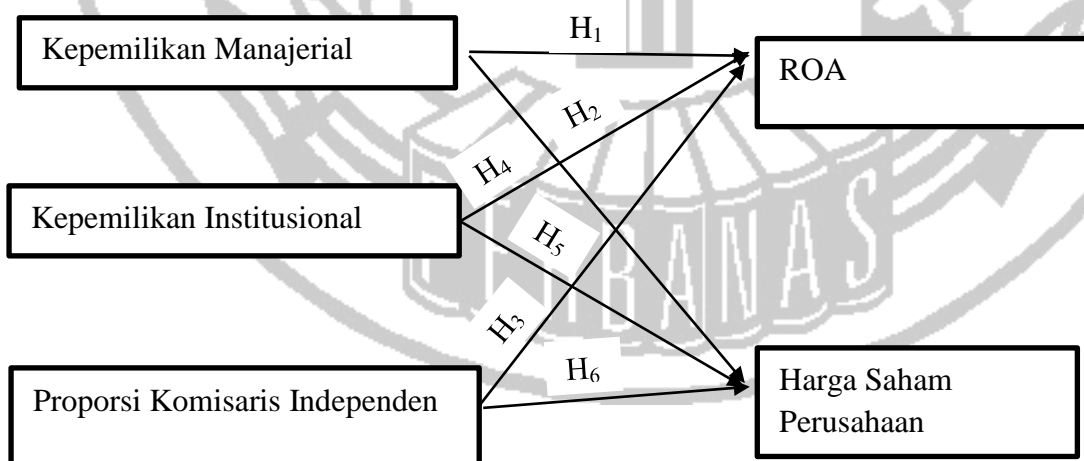 Kepemilikan Manajerial
H₁
ROA
H₂
H₄
Kepemilikan Institusional
H₅
H₃
H₆
Proporsi Komisaris Independen
Harga Saham
Perusahaan